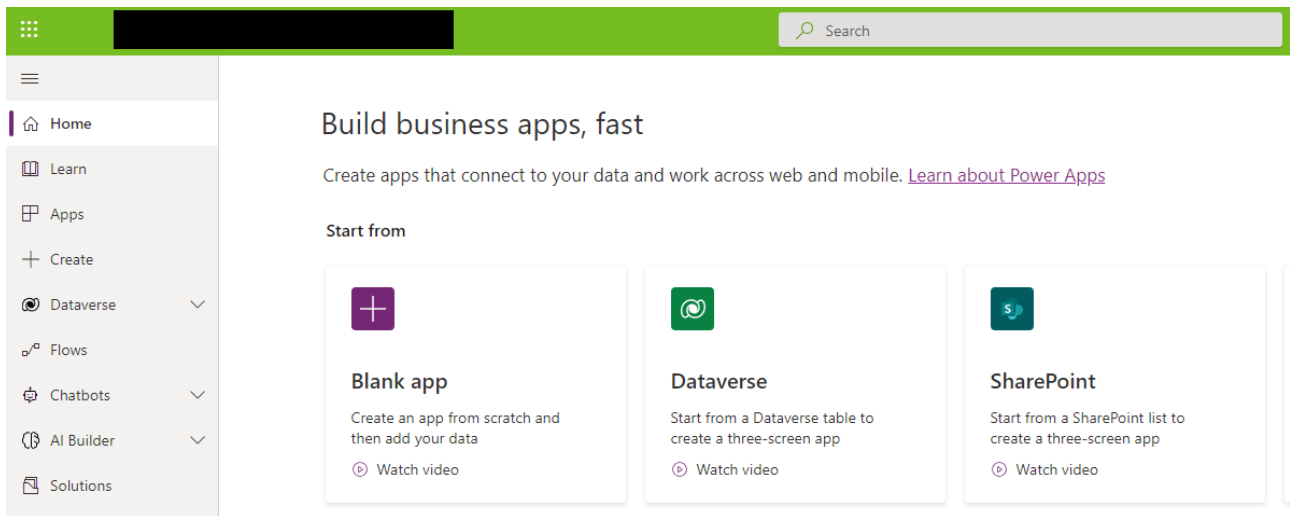 Search
Home
Learn
Apps
Create
Dataverse
Flows
Chatbots
AI Builder
Solutions
Build business apps, fast
Create apps that connect to your data and work across web and mobile. Learn about Power Apps
Start from
Blank app
Create an app from scratch and
then add your data
Watch video
Dataverse
Start from a Dataverse table to
create a three-screen app
Watch video
S
SharePoint
Start from a SharePoint list to
create a three-screen app
Watch video